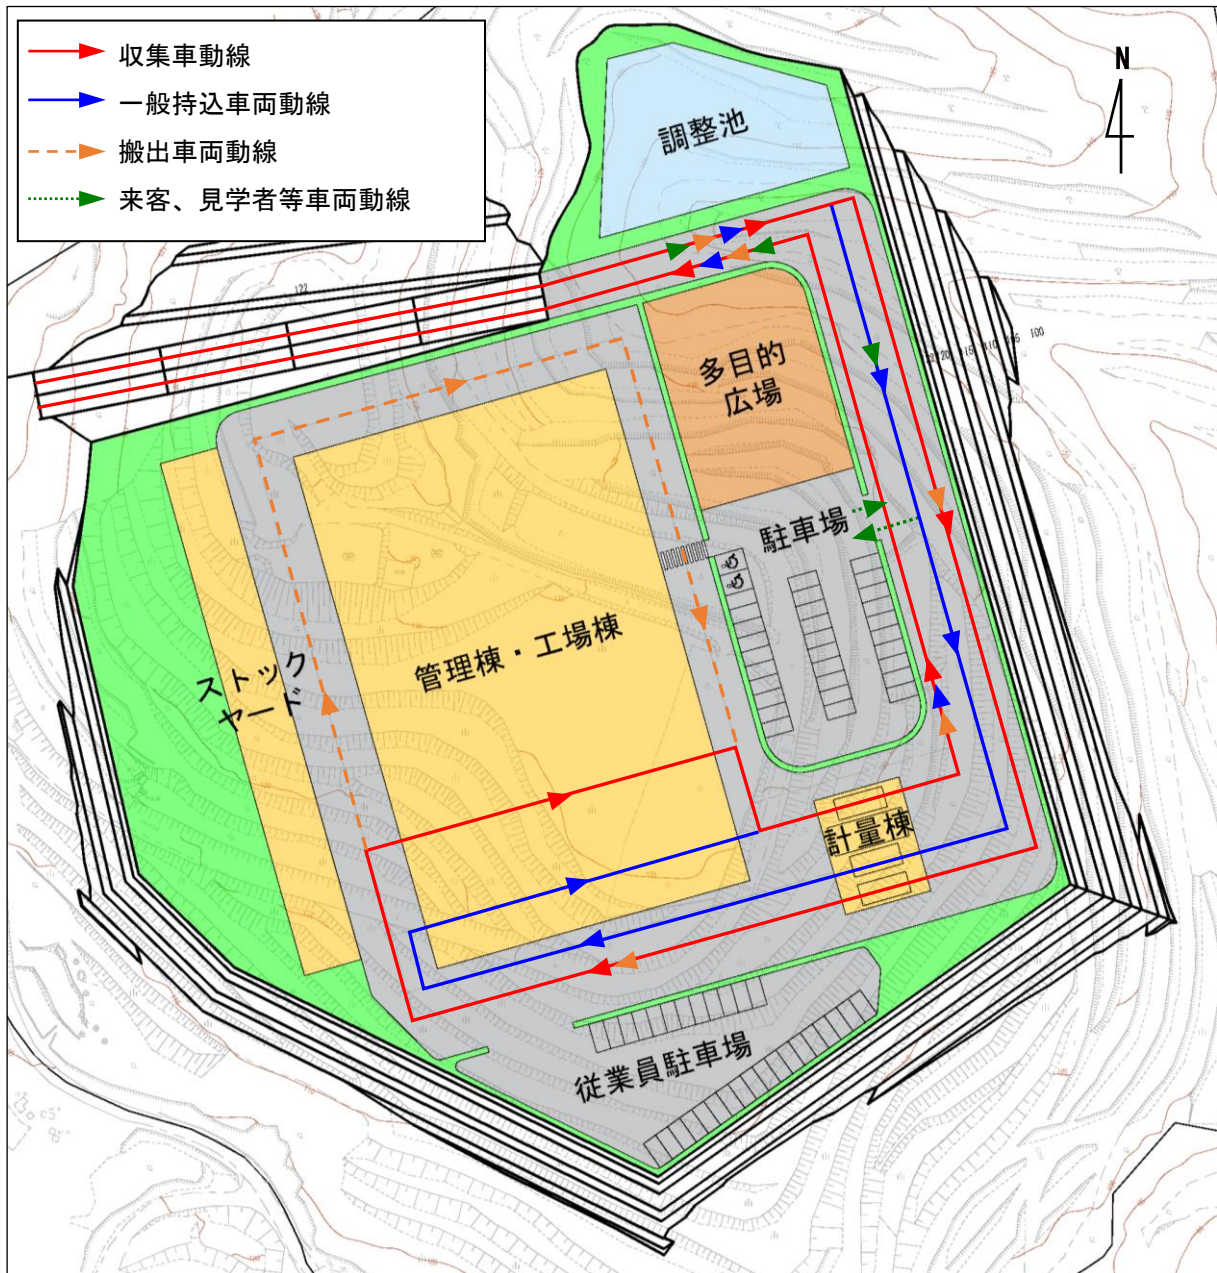 収集車動線
一般持込車両動線
搬出車両動線
来客、見学者等車両動線
N
調整池
122
多目的
広場
100
駐車場
管理棟・工場棟
ストック
ヤード
計量棟
従業員駐車場